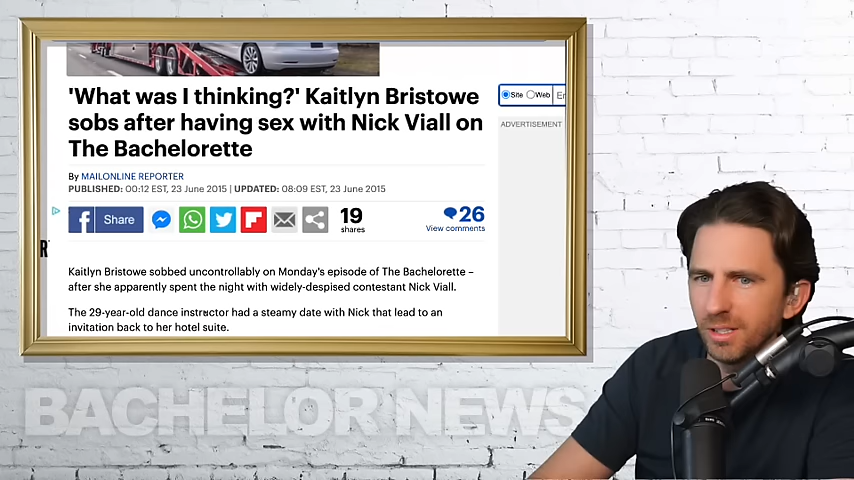 'What was I thinking?' Kaitlyn Bristowe
sobs after having sex with Nick Viall on
The Bachelorette
By MAILONLINE REPORTER
PUBLISHED: 00:12 EST, 23 June 2015 | UPDATED: 08:09 EST, 23 June 2015
Share
19
shares
26
View comments
Kaitlyn Bristowe sobbed uncontrollably on Monday's episode of The Bachelorette –
after she apparently spent the night with widely-despised contestant Nick Viall.
The 29-year-old dance instructor had a steamy date with Nick that lead to an
invitation back to her hotel suite.
Site Web
ADVERTISEMENT
BACHELOR NEWS